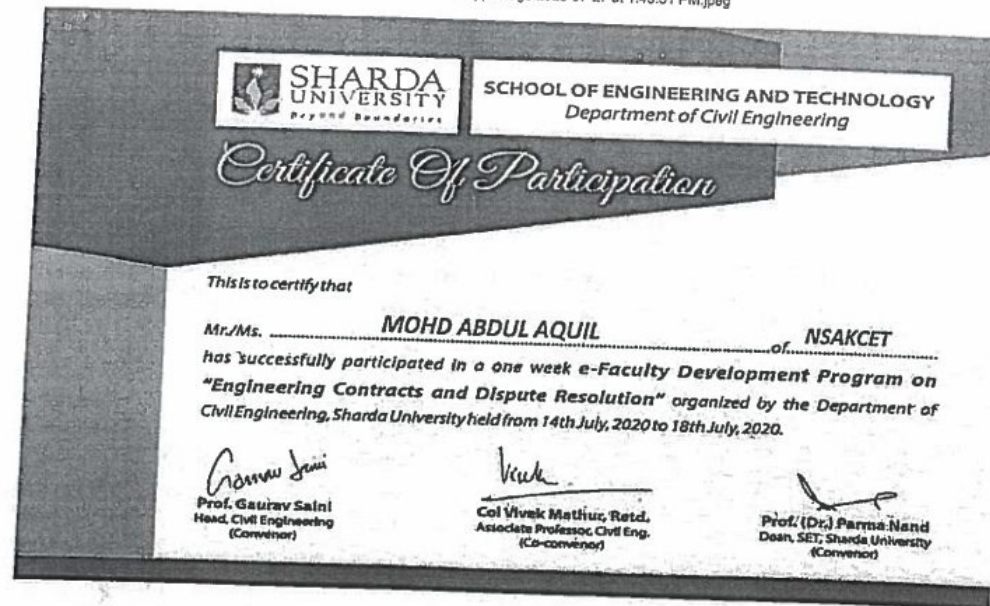 SHARDA
UNIVERSITY
Beyond Boundaries
SCHOOL OF ENGINEERING AND TECHNOLOGY
Department of Civil Engineering
Certificate Of Participation
This is to certify that
Mr./Ms. MOHD ABDUL AQUIL of NSAKCET
has successfully participated in a one week e-Faculty Development Program on
"Engineering Contracts and Dispute Resolution" organized by the Department of
Civil Engineering, Sharda University held from 14th July, 2020 to 18th July, 2020.
Prof. Gaurav Saini
Head, Civil Engineering
(Convenor)
Col Vivek Mathur, Retd.
Associate Professor, Civil Eng.
(Co-convenor)
Prof. (Dr.) Parma Nand
Dean, SET, Sharda University
(Convenor)